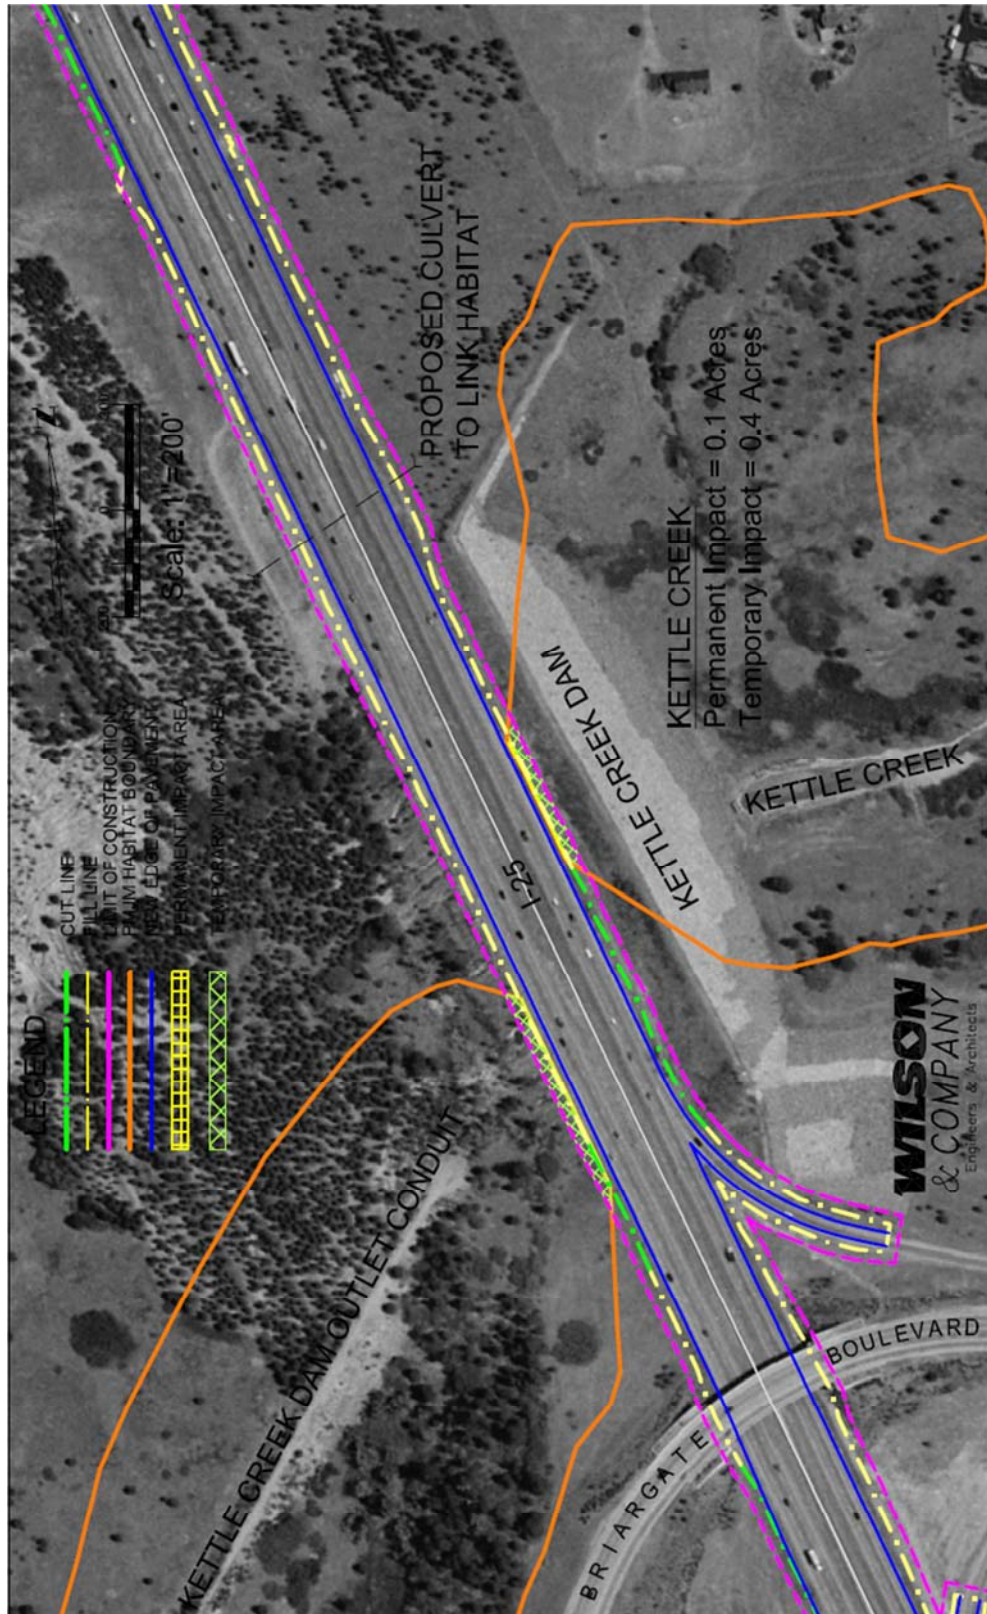 LEGEND
CUT LINE
FILL LINE
LIMIT OF CONSTRUCTION
HABITAT BOUNDARY
NEW EDGE OF PAVEMENT
PERMANENT IMPACT AREA
TEMPORARY IMPACT AREA
Scale: 1"=200'
PROPOSED CULVERT
TO LINK HABITAT
KETTLE CREEK
Permanent Impact = 0.1 Acres
Temporary Impact = 0.4 Acres
KETTLE CREEK DAM
KETTLE CREEK
I-25
KETTLE CREEK DAM OUTLET CONDUIT
BRIARGATE BOULEVARD
WILSON
& COMPANY
Engineers & Architects